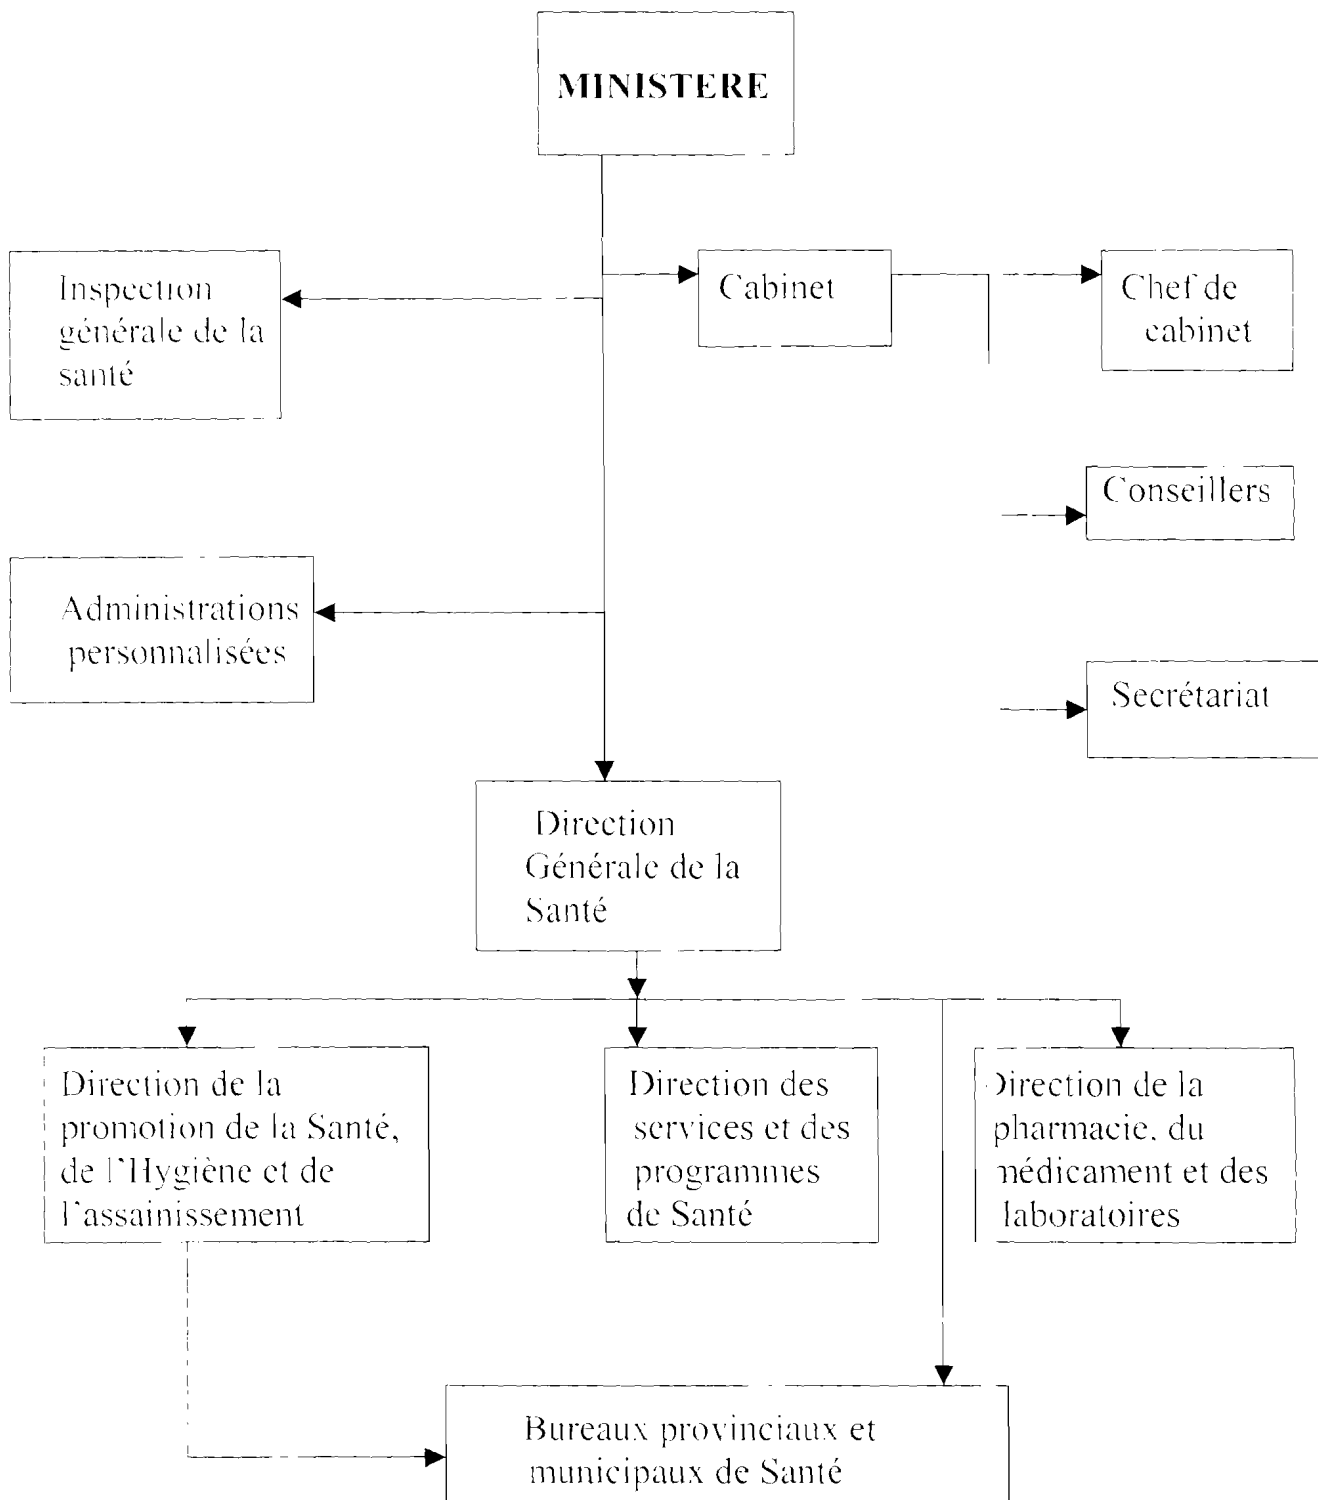 MINISTERE
Inspection
générale de la
santé
Cabinet
Chef de
cabinet
Conseillers
Administrations
personnalisées
Secrétariat
Direction
Générale de la
Santé
Direction de la
promotion de la Santé,
de l'Hygiène et de
l'assainissement
Direction des
services et des
programmes
de Santé
Direction de la
pharmacie, du
médicament et des
laboratoires
Bureaux provinciaux et
municipaux de Santé